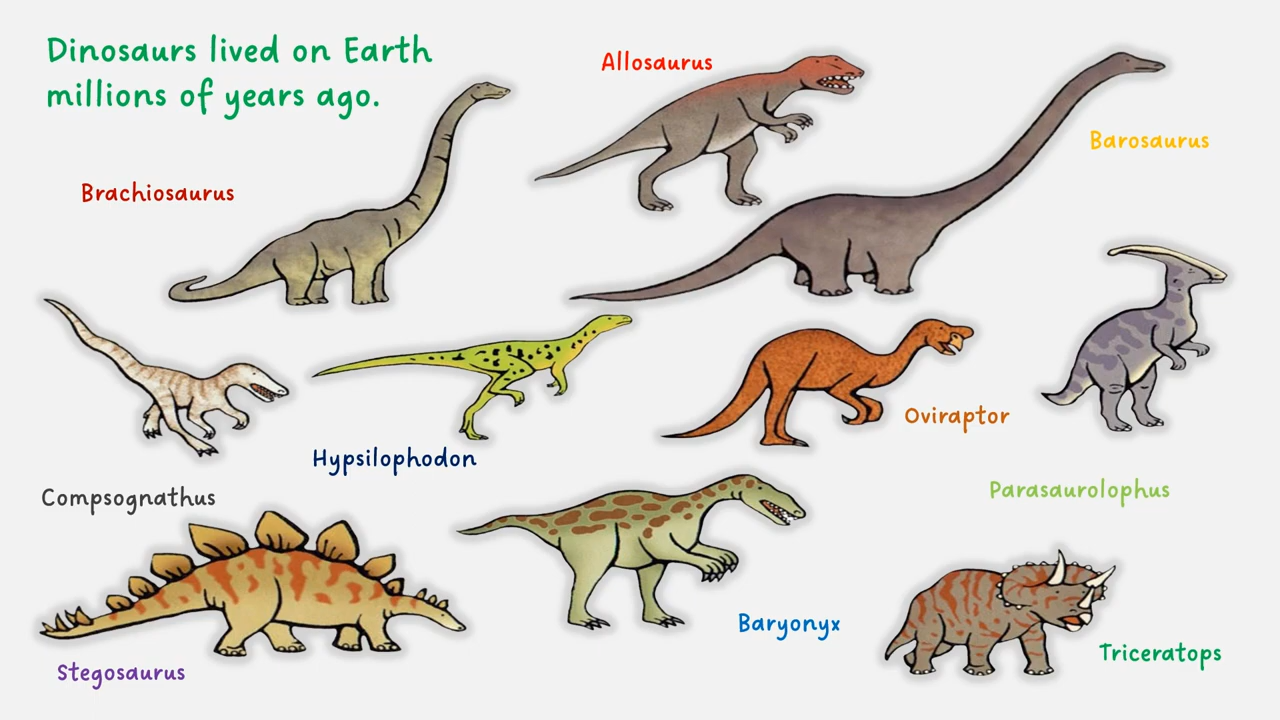 Dinosaurs lived on Earth
millions of years ago.
Allosaurus
Barosaurus
Brachiosaurus
Oviraptor
Hypsilophodon
Compsognathus
Parasaurolophus
Baryonyx
Triceratops
Stegosaurus